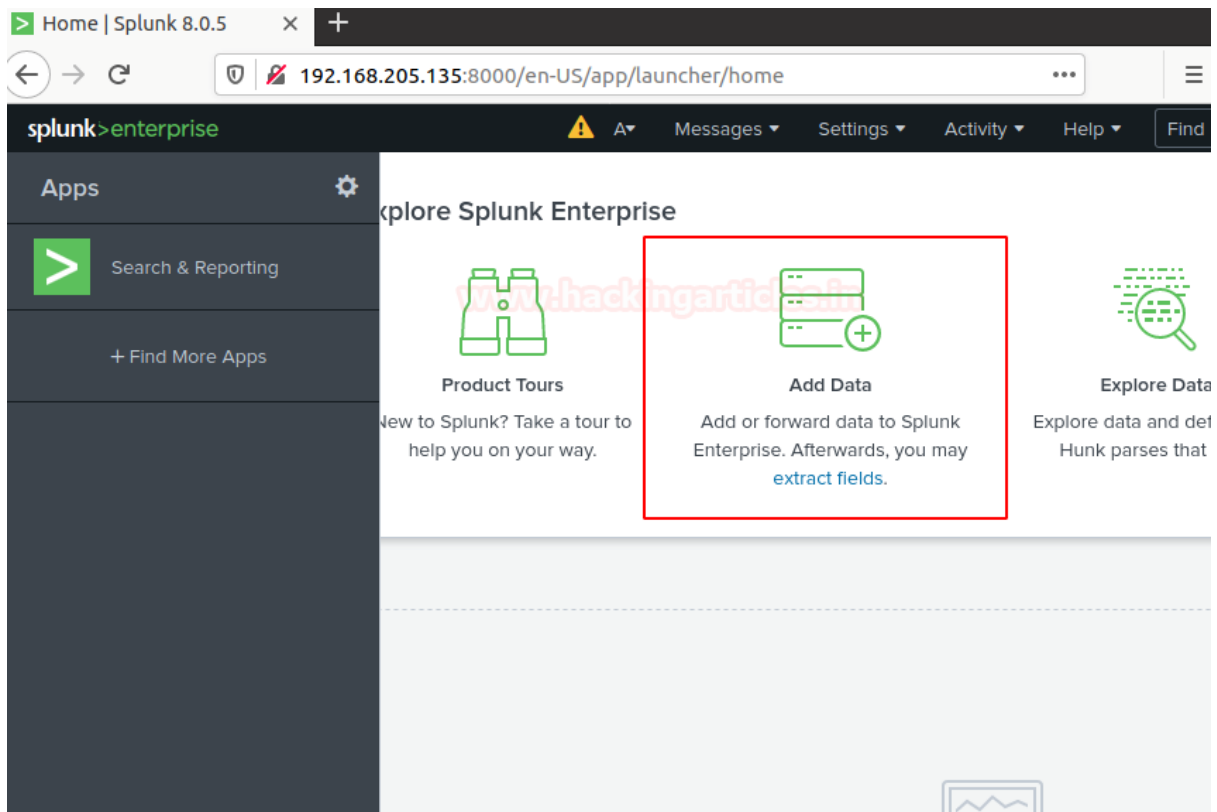 Home | Splunk 8.0.5
192.168.205.135:8000/en-US/app/launcher/home
splunk>enterprise
A
Messages
Settings
Activity
Help
Find
Apps
Search & Reporting
+ Find More Apps
xplore Splunk Enterprise
www.hackingarticles.in
Product Tours
New to Splunk? Take a tour to
help you on your way.
Add Data
Add or forward data to Splunk
Enterprise. Afterwards, you may
extract fields.
Explore Data
Explore data and def
Hunk parses that